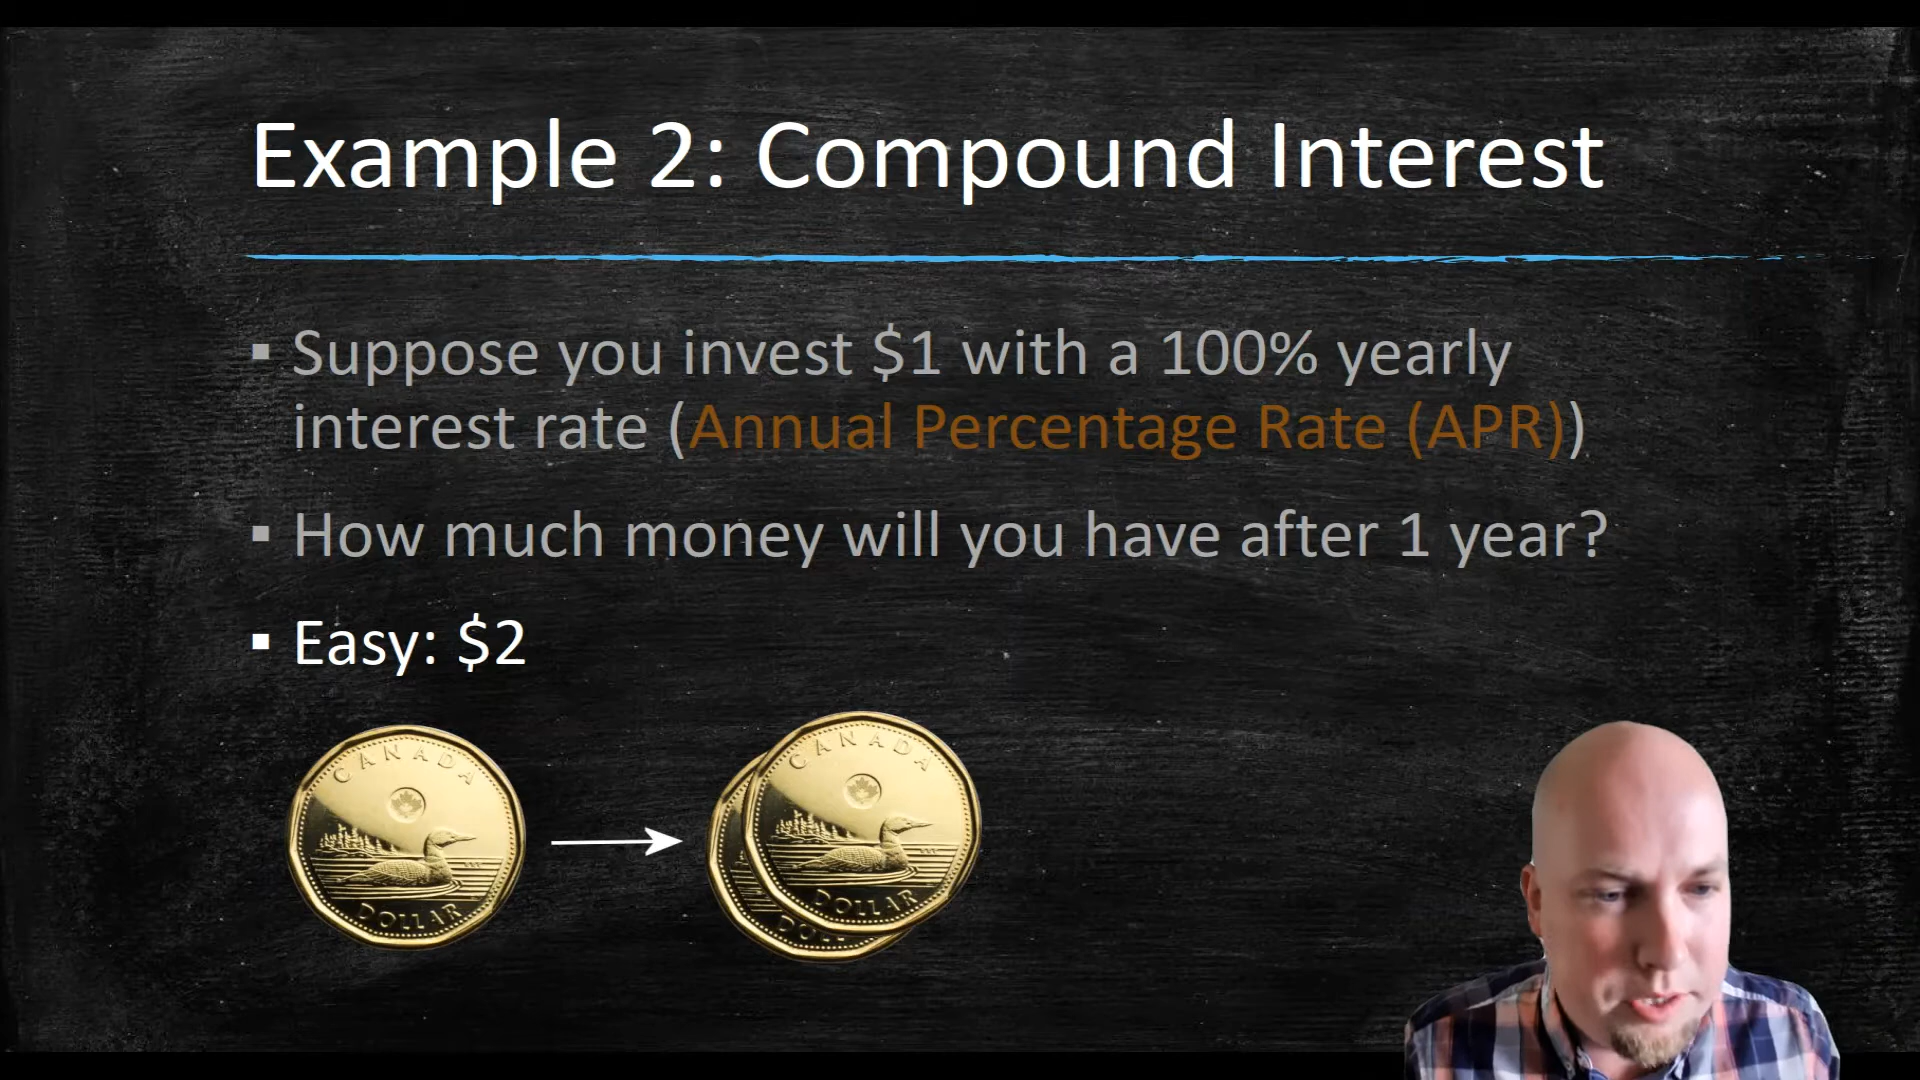 Example 2: Compound Interest
▪ Suppose you invest $1 with a 100% yearly
interest rate (Annual Percentage Rate (APR))
▪ How much money will you have after 1 year?
▪ Easy: $2
CANADA
DOLLAR
CANADA
DOLLAR